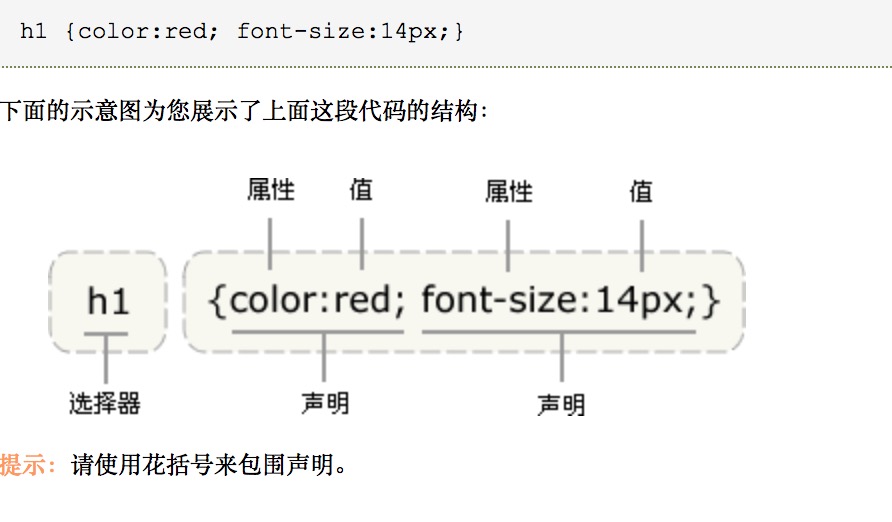 h1 {color:red; font-size:14px;}
下面的示意图为您展示了上面这段代码的结构：
属性 值 属性 值
h1 {color:red; font-size:14px;}
选择器 声明 声明
提示：请使用花括号来包围声明。